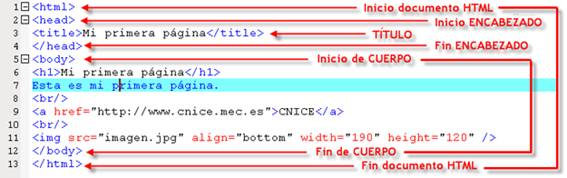 1 <html> Inicio documento HTML
2 <head> Inicio ENCABEZADO
3 <title>Mi primera página</title> TÍTULO
4 </head> Fin ENCABEZADO
5 <body> Inicio de CUERPO
6 <h1>Mi primera página</h1>
7 Esta es mi primera página.
8 <br/>
9 <a href="http://www.cnice.mec.es">CNICE</a>
10 <br/>
11 <img src="imagen.jpg" align="bottom" width="190" height="120" />
12 </body> Fin de CUERPO
13 </html> Fin documento HTML